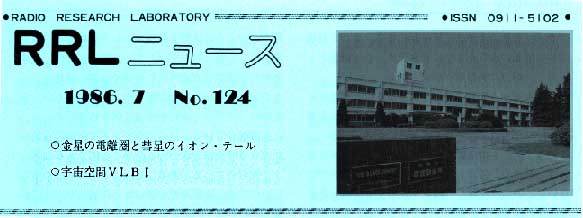 ●RADIO RESEARCH LABORATORY
●ISSN 0911-5102●
RRLニュース
1986. 7 No. 124
○金星の電離圏と彗星のイオン・テール
○宇宙空間VLBI